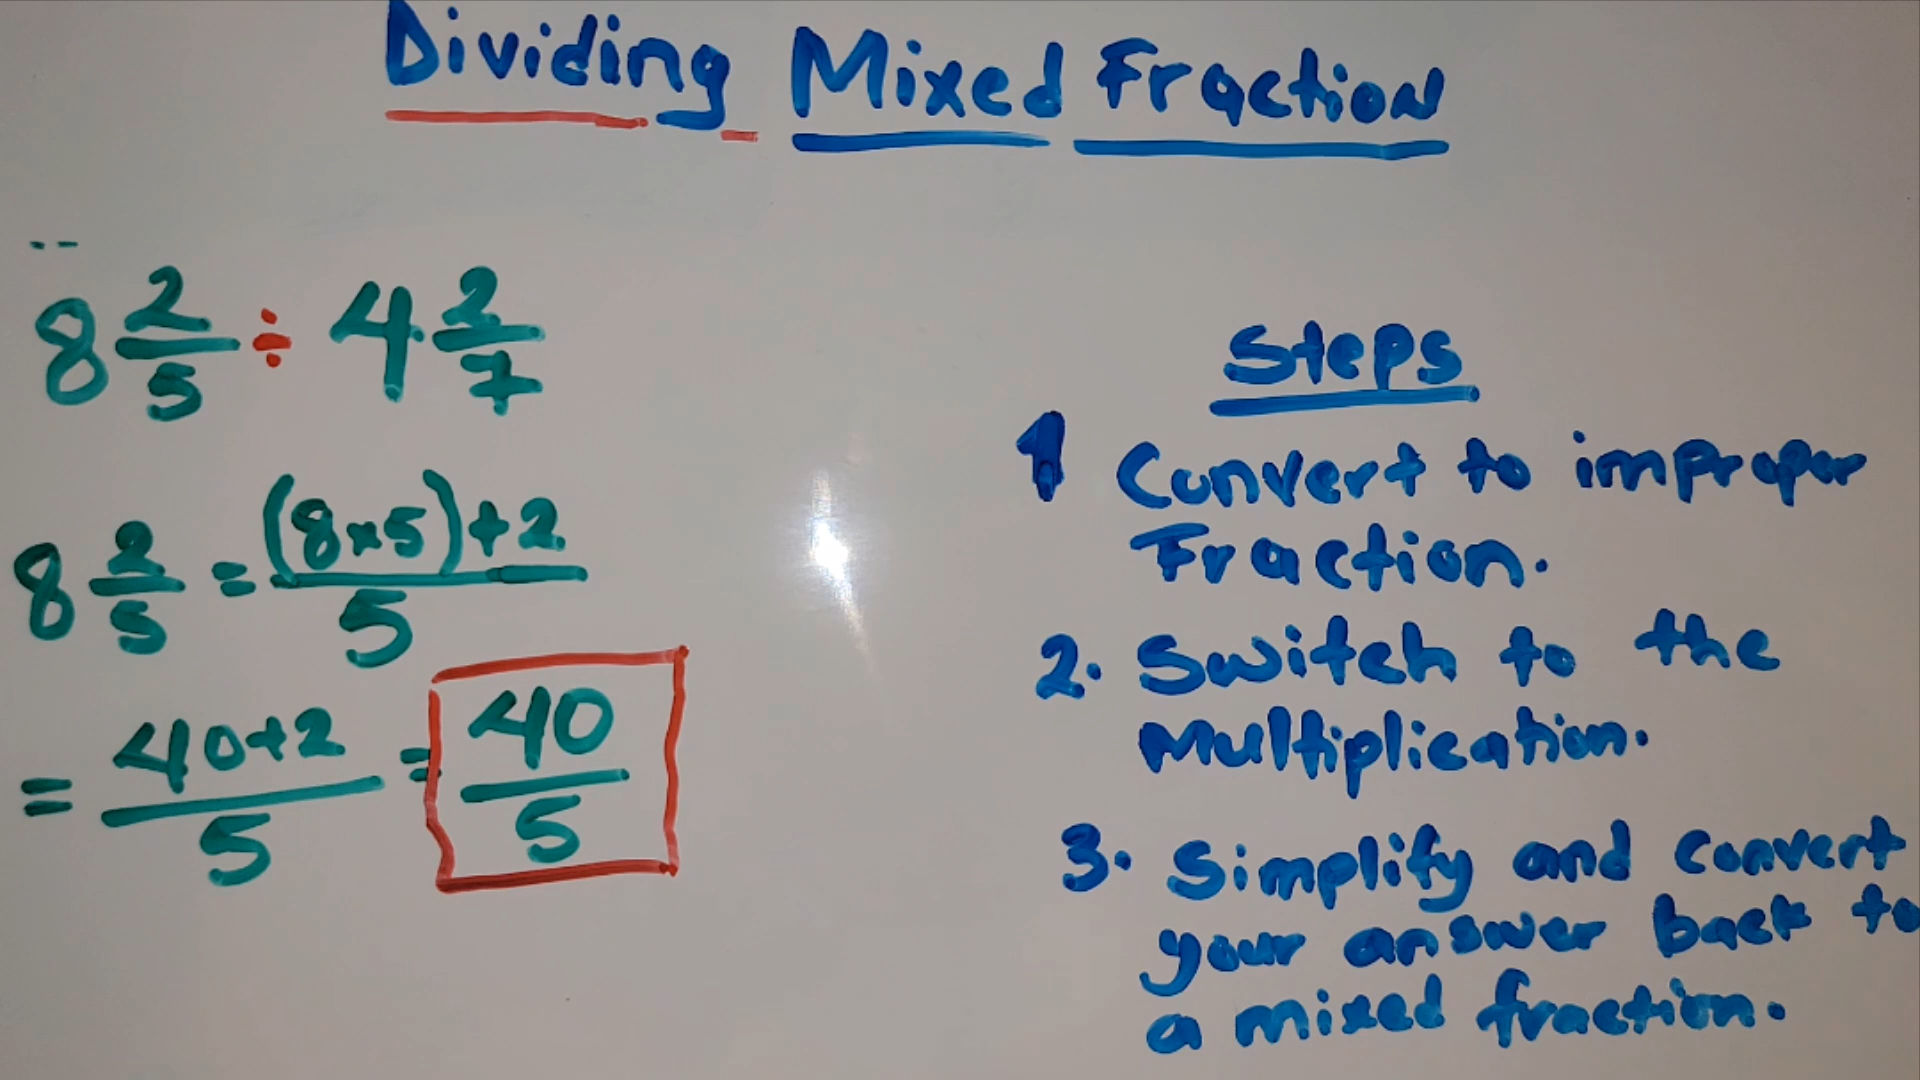 Dividing Mixed Fraction
8 2/5 ÷ 4 2/7
8 2/5 = (8×5)+2/5
= 40+2/5 = 40/5
Steps
1 Convert to improper
Fraction.
2. Switch to the
Multiplication.
3. Simplify and convert
your answer back to
a mixed fraction.